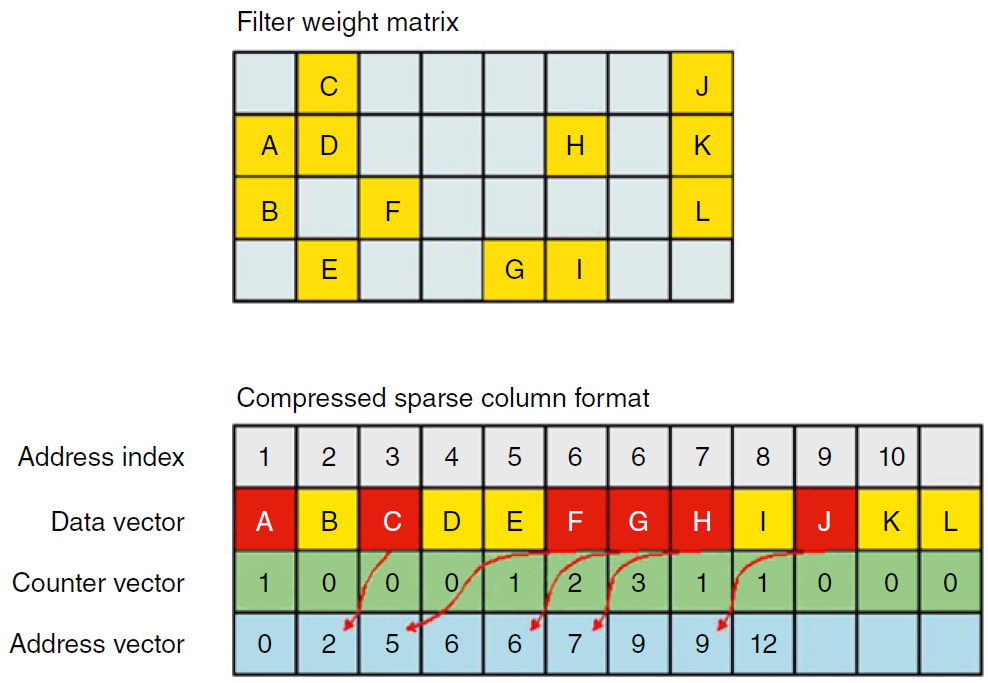 Filter weight matrix
C J
A D H K
B F L
E G I
Compressed sparse column format
Address index 1 2 3 4 5 6 6 7 8 9 10
Data vector A B C D E F G H I J K L
Counter vector 1 0 0 0 1 2 3 1 1 0 0 0
Address vector 0 2 5 6 6 7 9 9 12